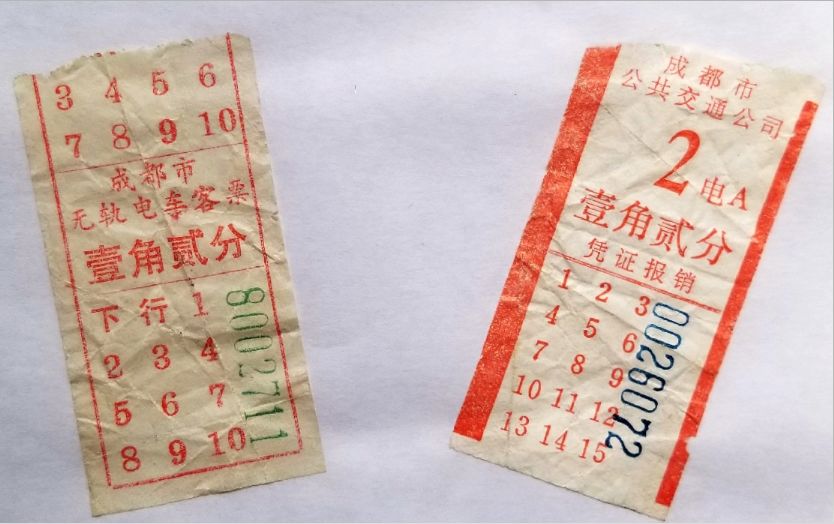 3 4 5 6
7 8 9 10
成都市
无轨电车客票
壹角贰分
下行 1
2 3 4
5 6 7
8 9 10
8002711
成都市
公共交通公司
2电A
壹角贰分
凭证报销
1 2 3
4 5 6
7 8 9
10 11 12
13 14 15
0026072